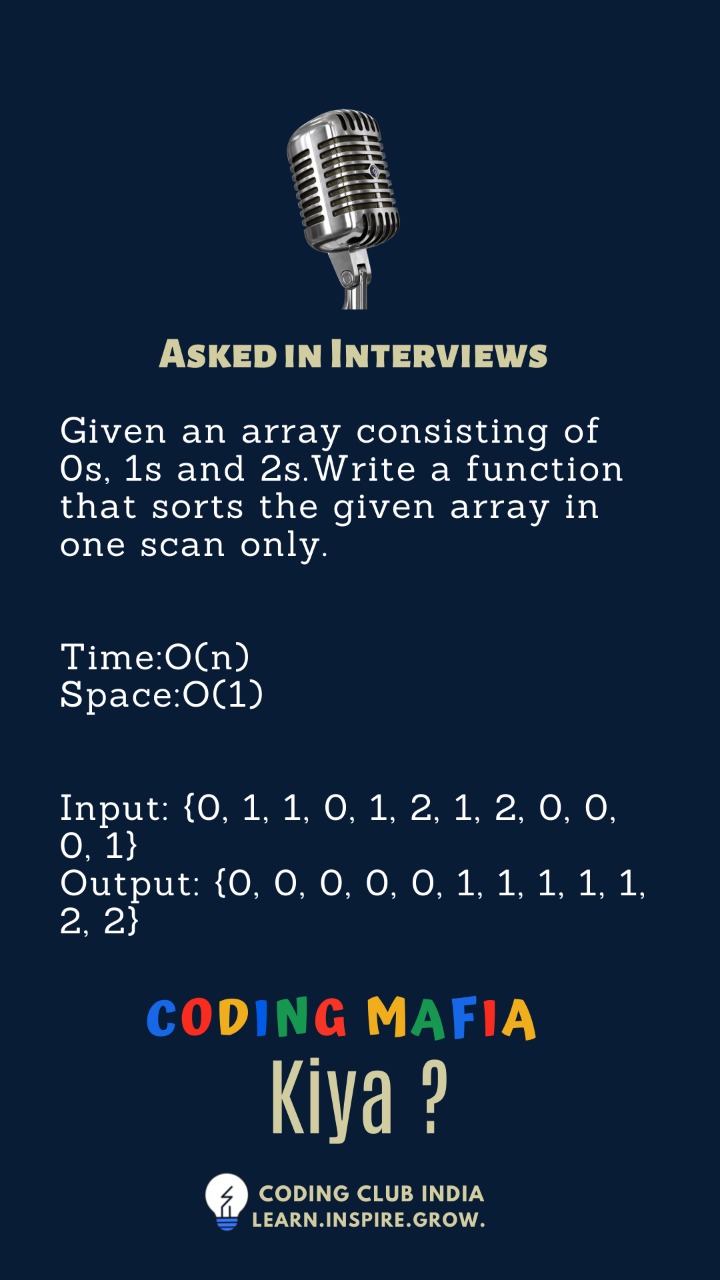 Asked in Interviews
Given an array consisting of
0s, 1s and 2s.Write a function
that sorts the given array in
one scan only.
Time:O(n)
Space:O(1)
Input: {0, 1, 1, 0, 1, 2, 1, 2, 0, 0,
0, 1}
Output: {0, 0, 0, 0, 0, 1, 1, 1, 1, 1,
2, 2}
CODING MAFIA
Kiya ?
CODING CLUB INDIA
LEARN.INSPIRE.GROW.